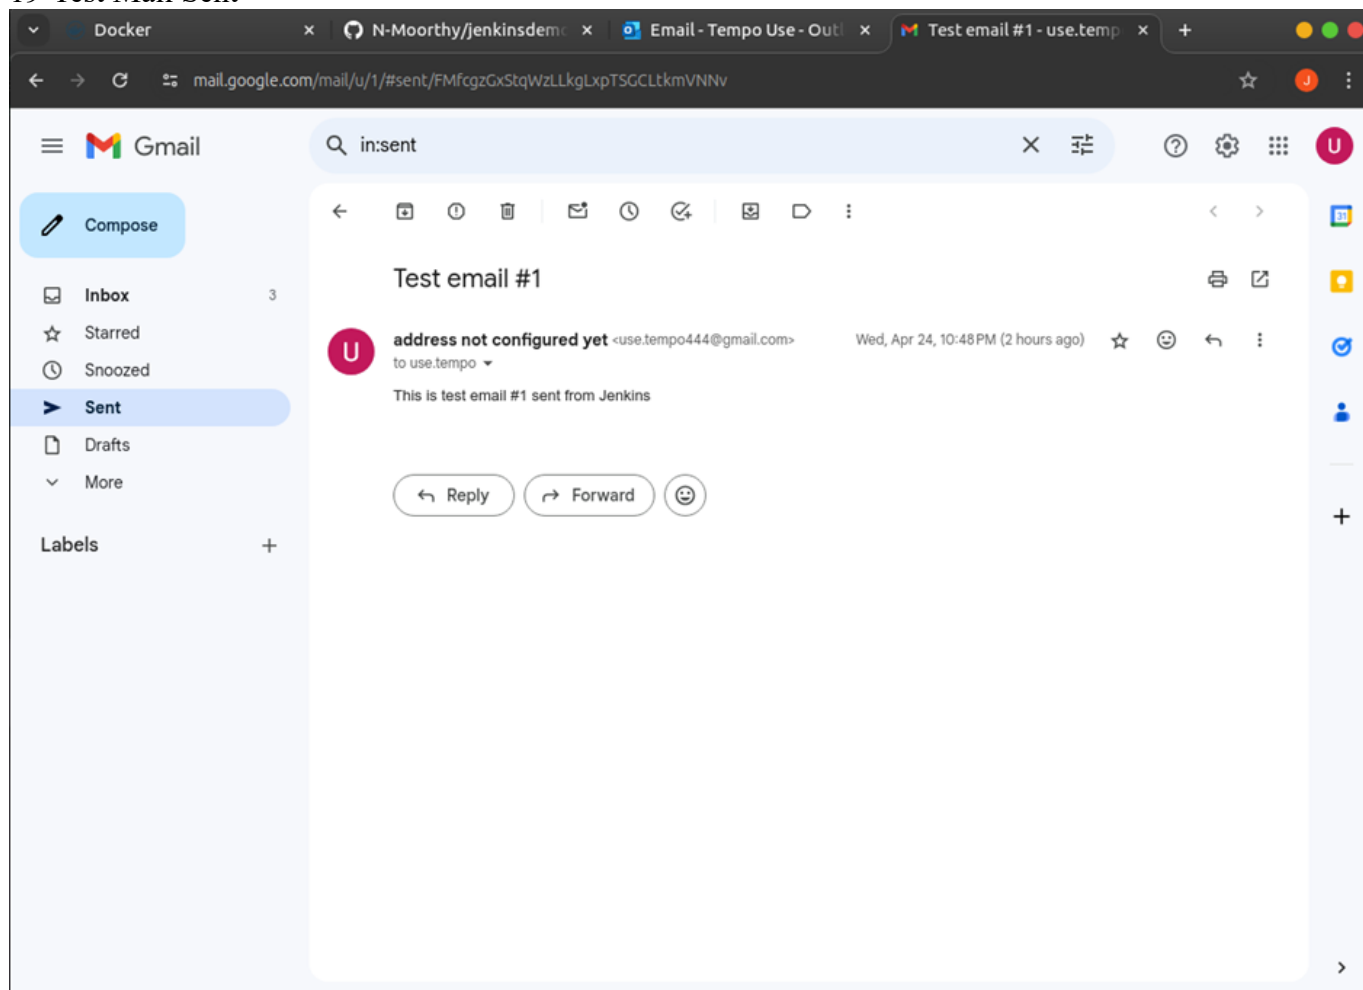 Docker
N-Moorthy/jenkinsdemo
Email - Tempo Use - Outl
Test email #1 - use.temp
mail.google.com/mail/u/1/#sent/FMfcgzGxStqWzLLkgLxpTSGCLtkmVNNv
J
Gmail
in:sent
U
Compose
31
Test email #1
Inbox 3
Starred
Snoozed
Sent
Drafts
More
Labels
U
address not configured yet <use.tempo444@gmail.com> Wed, Apr 24, 10:48 PM (2 hours ago)
to use.tempo
This is test email #1 sent from Jenkins
Reply
Forward